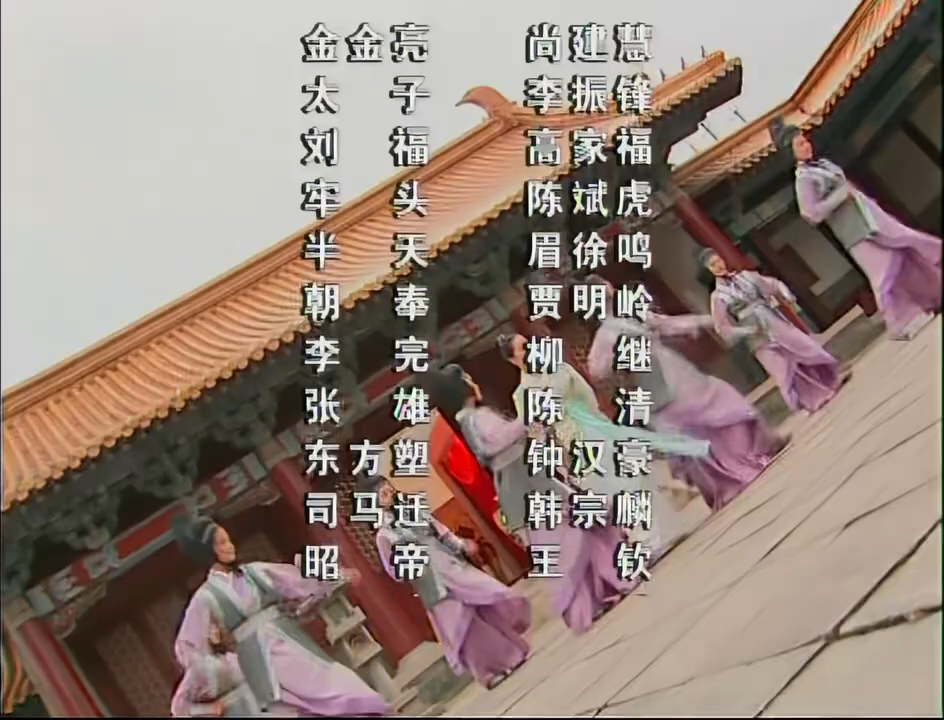 金金亮 尚建慧
太子 李振锋
刘福 高家福
牢头 陈斌虎
半天 眉徐鸣
朝奉 贾明岭
李完 柳继
张雄 陈清
东方塑 钟汉豪
司马迁 韩宗麟
昭帝 王钦